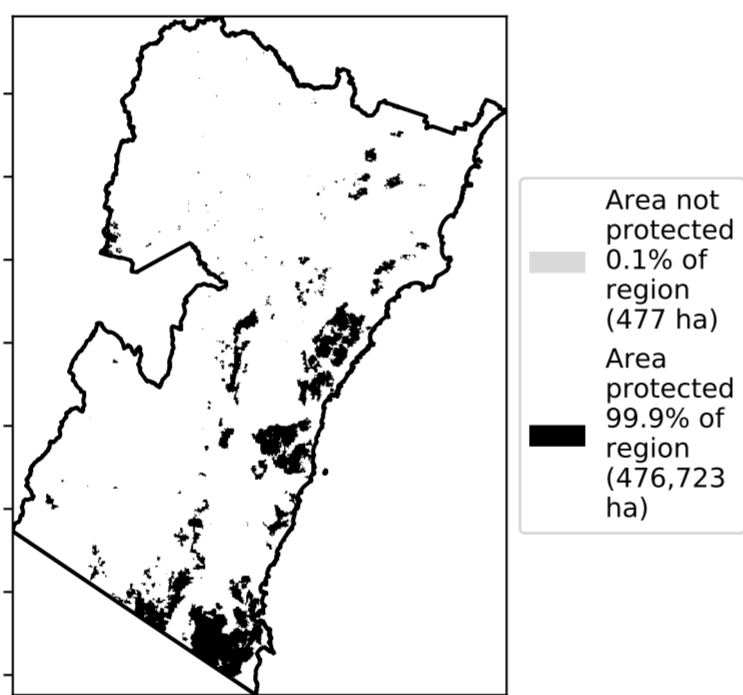 Area not
protected
0.1% of
region
(477 ha)
Area
protected
99.9% of
region
(476,723
ha)